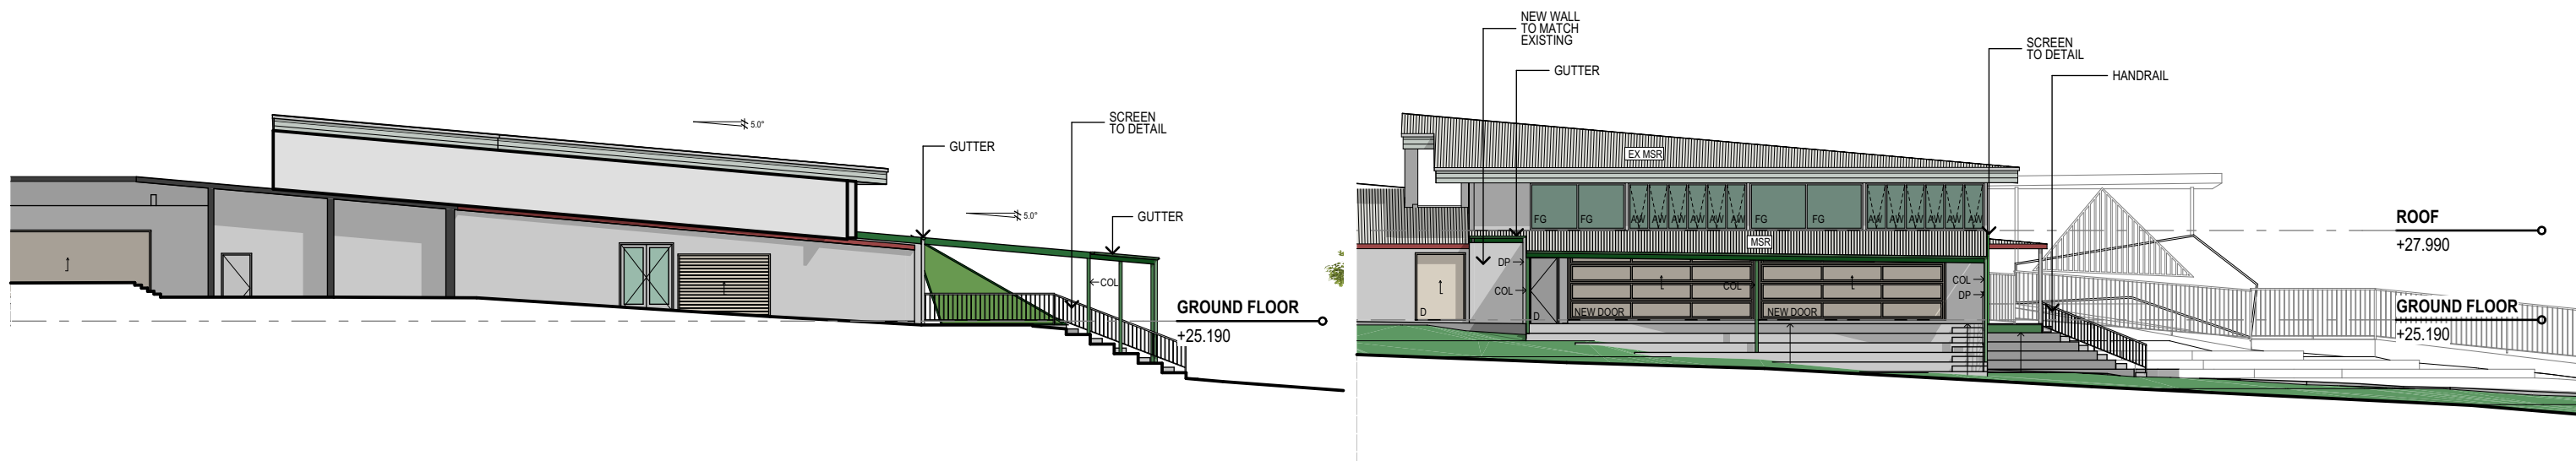 5.0°
GUTTER
SCREEN
TO DETAIL
5.0°
GUTTER
COL
GROUND FLOOR
+25.190
NEW WALL
TO MATCH
EXISTING
GUTTER
SCREEN
TO DETAIL
HANDRAIL
EX MSR
FG
FG
AW
AW
AW
AW
AW
AW
FG
FG
AW
AW
AW
AW
AW
AW
MSR
DP
COL
COL
COL
DP
D
D
NEW DOOR
NEW DOOR
ROOF
+27.990
GROUND FLOOR
+25.190